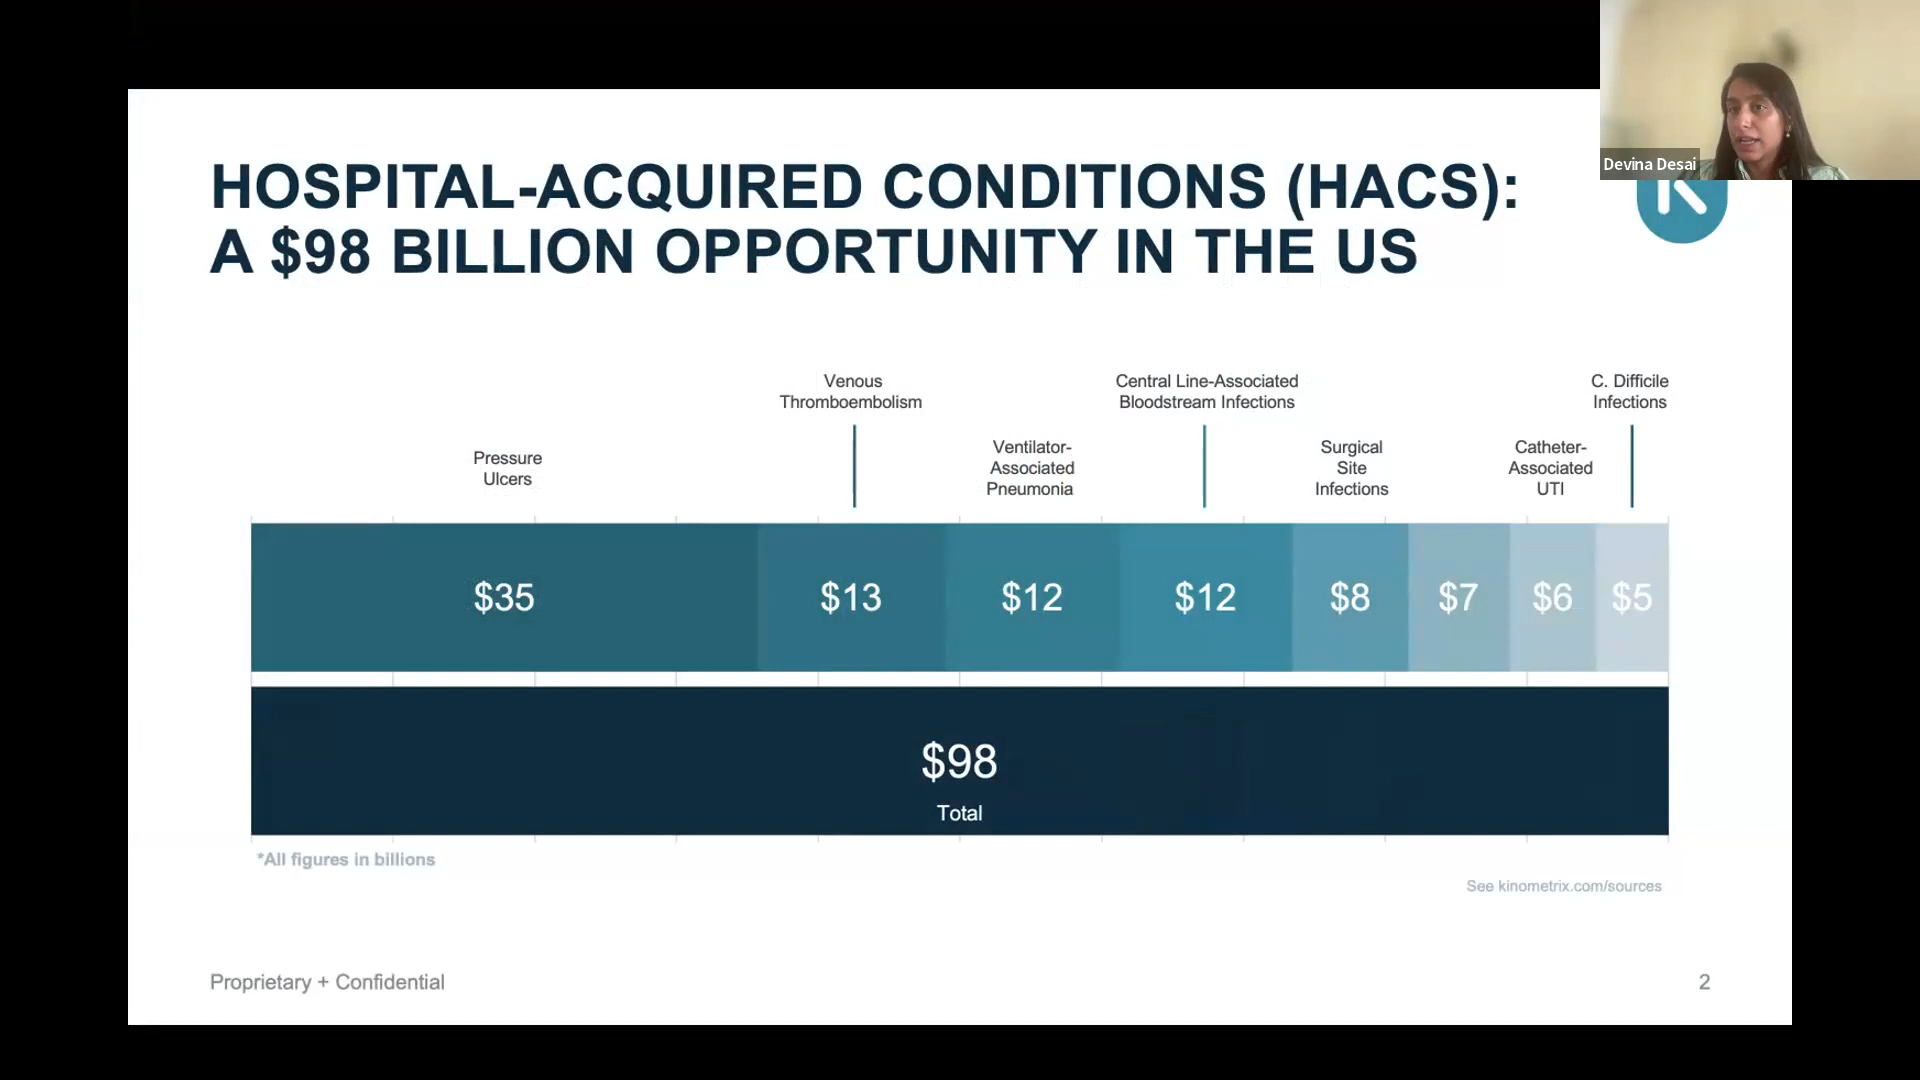 Devina Desai
HOSPITAL-ACQUIRED CONDITIONS (HACS):
A $98 BILLION OPPORTUNITY IN THE US
Pressure
Ulcers
Venous
Thromboembolism
Ventilator-
Associated
Pneumonia
Central Line-Associated
Bloodstream Infections
Surgical
Site
Infections
Catheter-
Associated
UTI
C. Difficile
Infections
$35
$13
$12
$12
$8
$7
$6
$5
$98
Total
*All figures in billions
See kinometrix.com/sources
Proprietary + Confidential
2